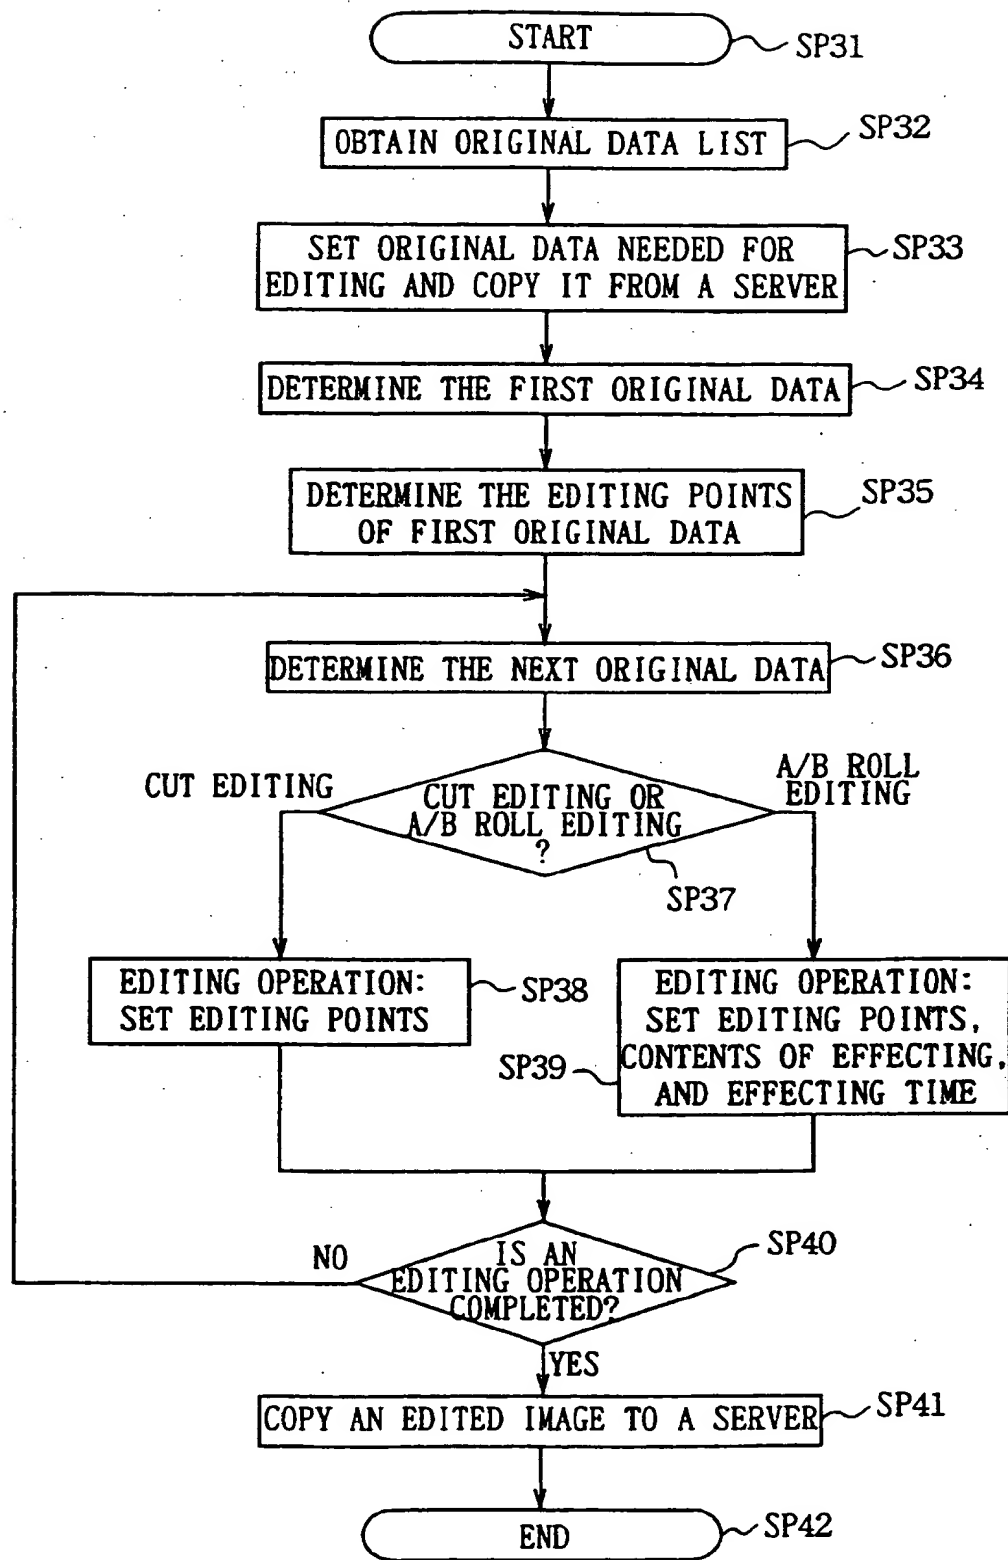 START
SP31
OBTAIN ORIGINAL DATA LIST
SP32
SET ORIGINAL DATA NEEDED FOR
EDITING AND COPY IT FROM A SERVER
SP33
DETERMINE THE FIRST ORIGINAL DATA
SP34
DETERMINE THE EDITING POINTS
OF FIRST ORIGINAL DATA
SP35
DETERMINE THE NEXT ORIGINAL DATA
SP36
CUT EDITING
CUT EDITING OR
A/B ROLL EDITING
?
A/B ROLL
EDITING
SP37
EDITING OPERATION:
SET EDITING POINTS
SP38
EDITING OPERATION:
SET EDITING POINTS,
CONTENTS OF EFFECTING,
AND EFFECTING TIME
SP39
NO
IS AN
EDITING OPERATION
COMPLETED?
SP40
YES
COPY AN EDITED IMAGE TO A SERVER
SP41
END
SP42